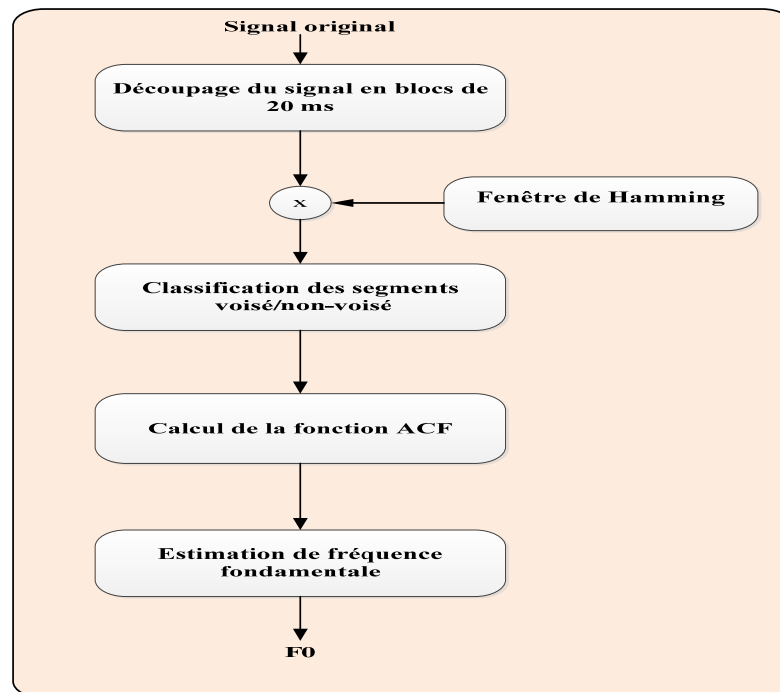 Signal original
Découpage du signal en blocs de
20 ms
x
Fenêtre de Hamming
Classification des segments
voisé/non-voisé
Calcul de la fonction ACF
Estimation de fréquence
fondamentale
F0